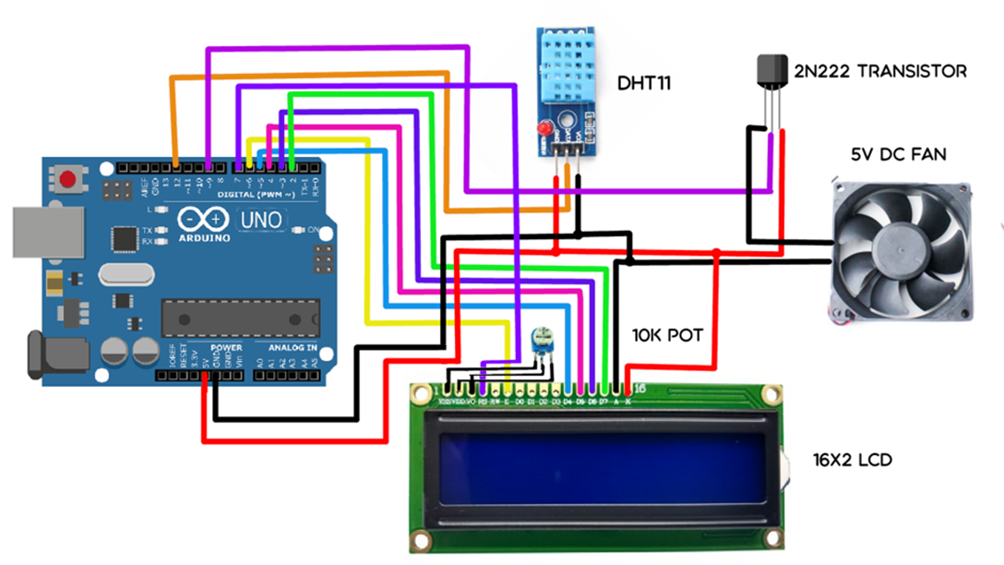 DHT11
2N222 TRANSISTOR
5V DC FAN
AREF
GND
13
12
~11
~10
~9
8
7
~6
~5
4
~3
2
TX-1
RX-0
DIGITAL (PWM ~)
L
TX
RX
ARDUINO
UNO
ON
10K POT
POWER
ANALOG IN
IOREF
RESET
3.3V
5V
GND
GND
Vin
A0
A1
A2
A3
A4
A5
1
16
VSS
VDD
VO
RS
RW
E
D0
D1
D2
D3
D4
D5
D6
D7
A
K
16X2 LCD